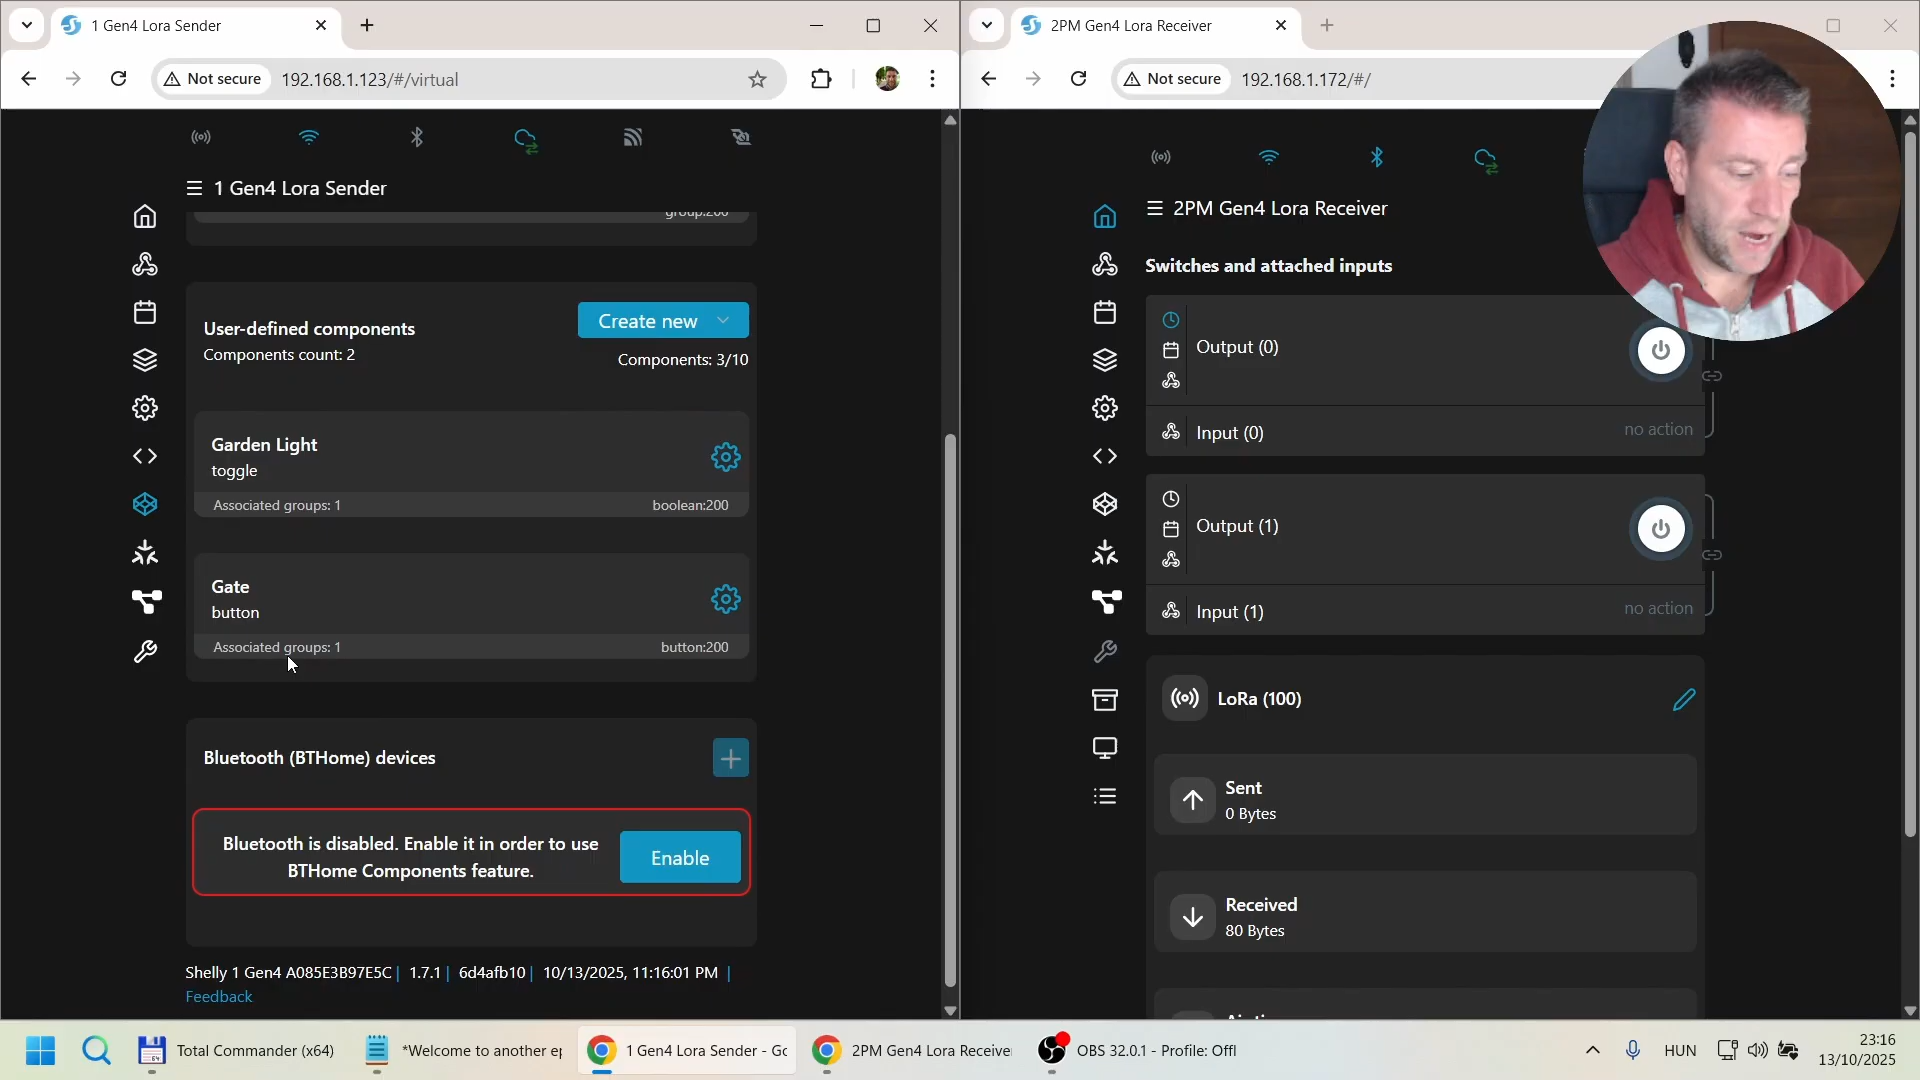 1 Gen4 Lora Sender
Not secure
192.168.1.123/#/virtual
1 Gen4 Lora Sender
group:200
User-defined components
Components count: 2
Create new
Components: 3/10
Garden Light
toggle
Associated groups: 1
boolean:200
Gate
button
Associated groups: 1
button:200
Bluetooth (BTHome) devices
Bluetooth is disabled. Enable it in order to use
BTHome Components feature.
Enable
Shelly 1 Gen4 A085E3B97E5C | 1.7.1 | 6d4afb10 | 10/13/2025, 11:16:01 PM |
Feedback
2PM Gen4 Lora Receiver
Not secure
192.168.1.172/#/
2PM Gen4 Lora Receiver
Switches and attached inputs
Output (0)
Input (0)
no action
Output (1)
Input (1)
no action
LoRa (100)
Sent
0 Bytes
Received
80 Bytes
Total Commander (x64)
*Welcome to another ep
1 Gen4 Lora Sender - Go
2PM Gen4 Lora Receive
OBS 32.0.1 - Profile: Offl
HUN
23:16
13/10/2025